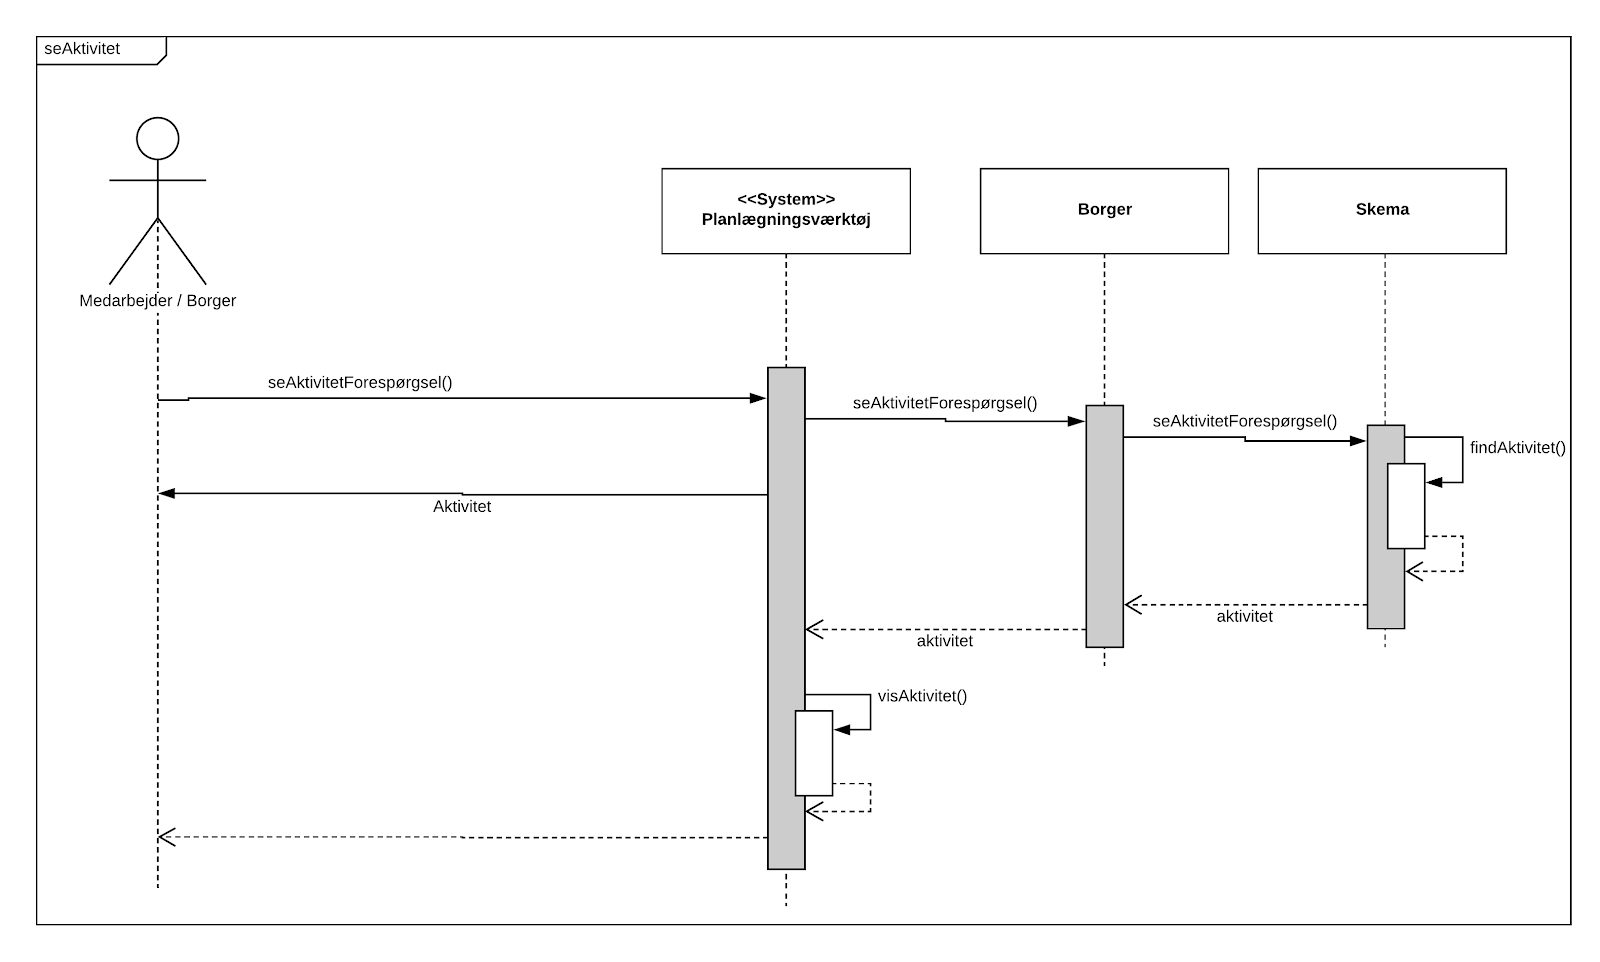 seAktivitet
<<System>>
Planlægningsværktøj
Borger
Skema
Medarbejder / Borger
seAktivitetForespørgsel()
seAktivitetForespørgsel()
seAktivitetForespørgsel()
findAktivitet()
Aktivitet
aktivitet
aktivitet
visAktivitet()